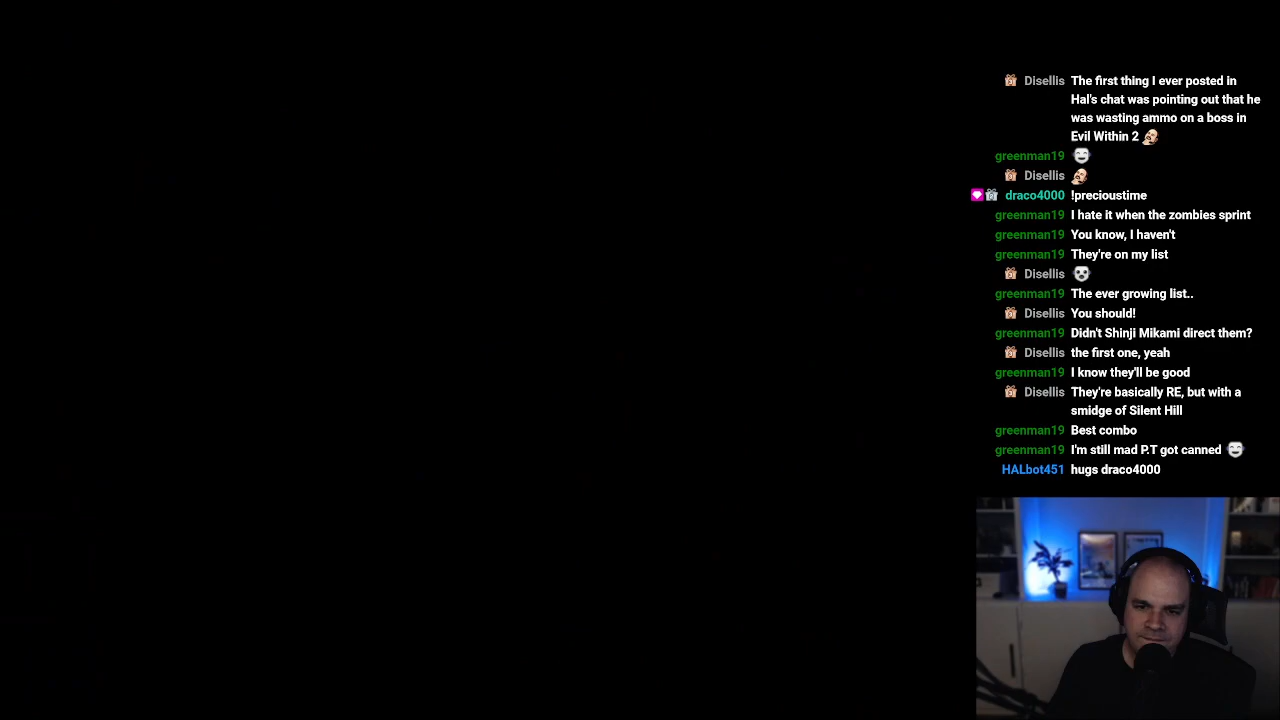 Disellis The first thing I ever posted in
Hal's chat was pointing out that he
was wasting ammo on a boss in
Evil Within 2
greenman19
Disellis
draco4000 !precioustime
greenman19 I hate it when the zombies sprint
greenman19 You know, I haven't
greenman19 They're on my list
Disellis
greenman19 The ever growing list..
Disellis You should!
greenman19 Didn't Shinji Mikami direct them?
Disellis the first one, yeah
greenman19 I know they'll be good
Disellis They're basically RE, but with a
smidge of Silent Hill
greenman19 Best combo
greenman19 I'm still mad P.T got canned
HALbot451 hugs draco4000